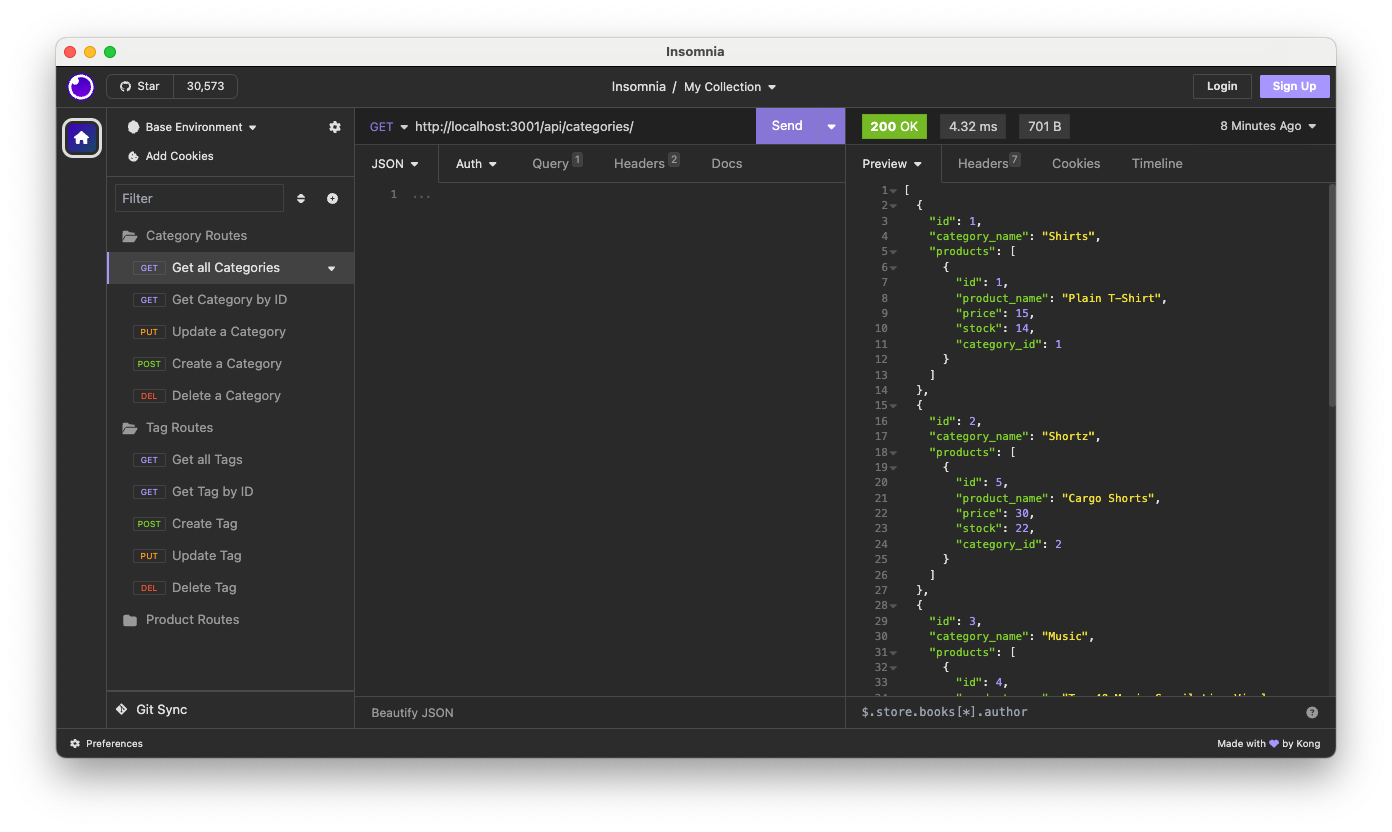 Insomnia
Star 30,573
Insomnia / My Collection
Login Sign Up
Base Environment
Add Cookies
Filter
Category Routes
GET Get all Categories
GET Get Category by ID
PUT Update a Category
POST Create a Category
DEL Delete a Category
Tag Routes
GET Get all Tags
GET Get Tag by ID
POST Create Tag
PUT Update Tag
DEL Delete Tag
Product Routes
Git Sync
Preferences
GET http://localhost:3001/api/categories/ Send
JSON Auth Query 1 Headers 2 Docs
1 ...
Beautify JSON
200 OK 4.32 ms 701 B 8 Minutes Ago
Preview Headers 7 Cookies Timeline
1 [
2 {
3 "id": 1,
4 "category_name": "Shirts",
5 "products": [
6 {
7 "id": 1,
8 "product_name": "Plain T-Shirt",
9 "price": 15,
10 "stock": 14,
11 "category_id": 1
12 }
13 ]
14 },
15 {
16 "id": 2,
17 "category_name": "Shortz",
18 "products": [
19 {
20 "id": 5,
21 "product_name": "Cargo Shorts",
22 "price": 30,
23 "stock": 22,
24 "category_id": 2
25 }
26 ]
27 },
28 {
29 "id": 3,
30 "category_name": "Music",
31 "products": [
32 {
33 "id": 4,
$.store.books[*].author
Made with by Kong